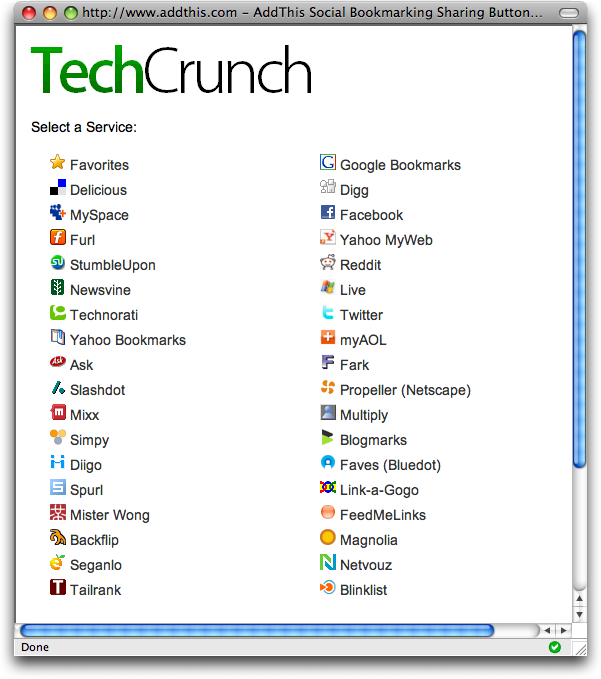 http://www.addthis.com – AddThis Social Bookmarking Sharing Button...
TechCrunch
Select a Service:
Favorites
Google Bookmarks
Delicious
Digg
MySpace
Facebook
Furl
Yahoo MyWeb
StumbleUpon
Reddit
Newsvine
Live
Technorati
Twitter
Yahoo Bookmarks
myAOL
Ask
Fark
Slashdot
Propeller (Netscape)
Mixx
Multiply
Simpy
Blogmarks
Diigo
Faves (Bluedot)
Spurl
Link-a-Gogo
Mister Wong
FeedMeLinks
Backflip
Magnolia
Seganlo
Netvouz
Tailrank
Blinklist
Done